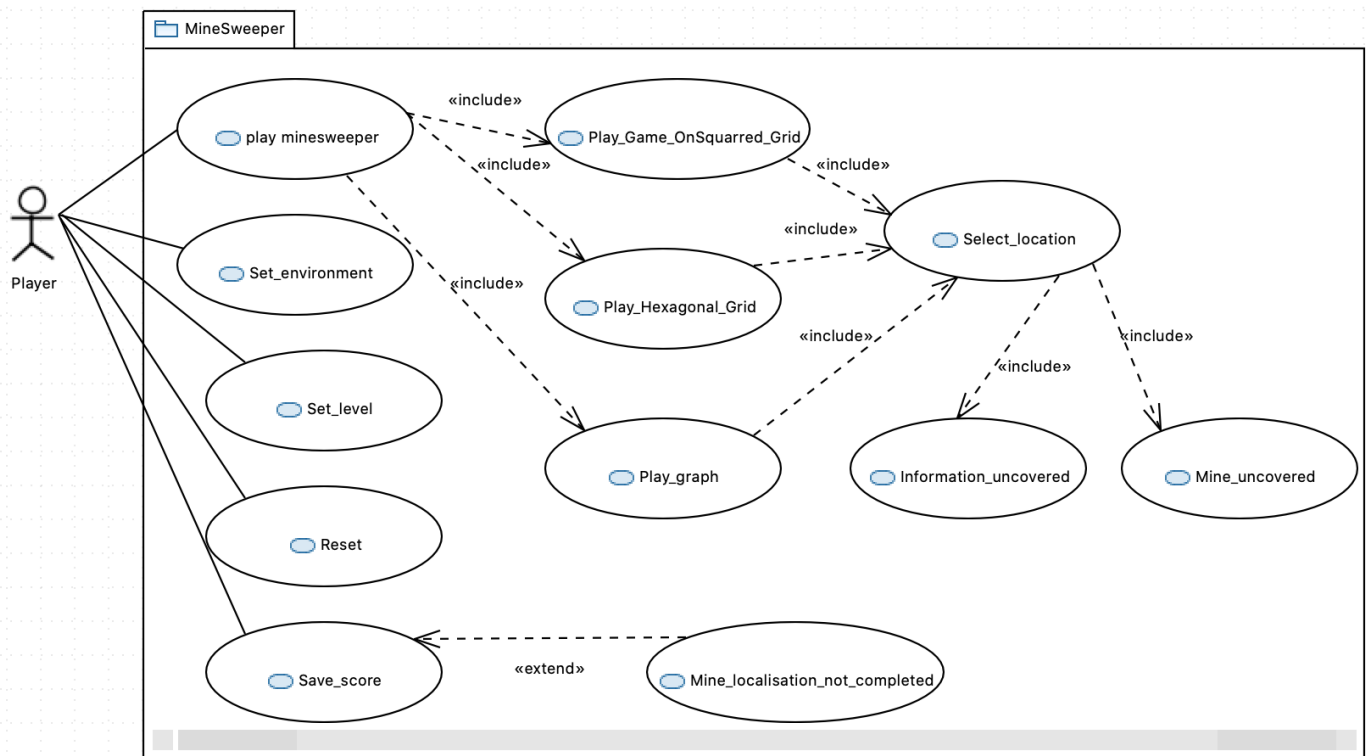 MineSweeper
«include»
play minesweeper
Play_Game_OnSquarred_Grid
«include»
«include»
Player
Select_location
«include»
Set_environment
«include»
Play_Hexagonal_Grid
«include»
«include»
«include»
Set_level
Play_graph
Information_uncovered
Mine_uncovered
Reset
«extend»
Save_score
Mine_localisation_not_completed